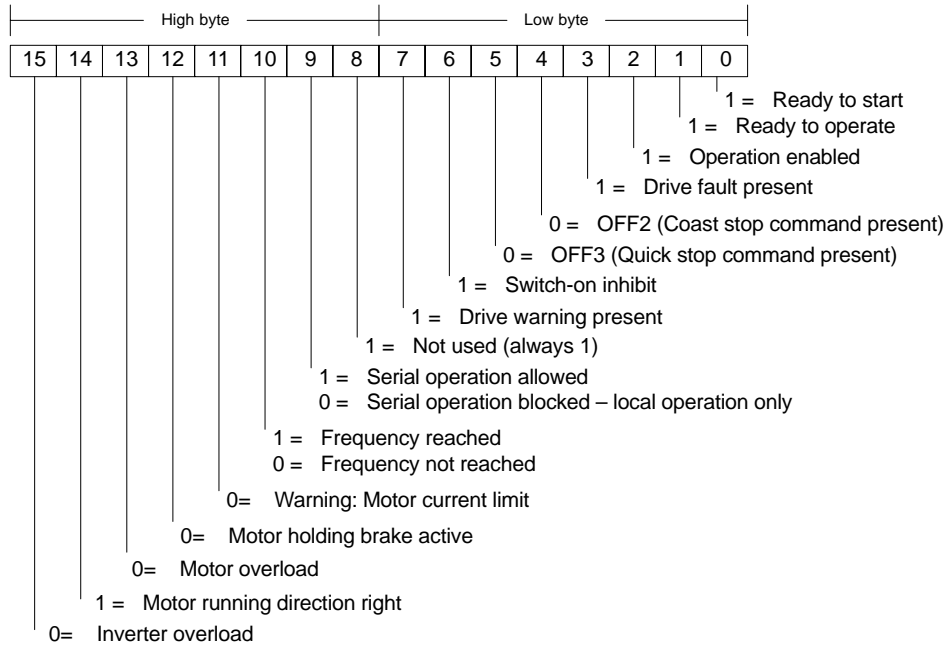 High byte Low byte
15 14 13 12 11 10 9 8 7 6 5 4 3 2 1 0
1 = Ready to start
1 = Ready to operate
1 = Operation enabled
1 = Drive fault present
0 = OFF2 (Coast stop command present)
0 = OFF3 (Quick stop command present)
1 = Switch-on inhibit
1 = Drive warning present
1 = Not used (always 1)
1 = Serial operation allowed
0 = Serial operation blocked – local operation only
1 = Frequency reached
0 = Frequency not reached
0= Warning: Motor current limit
0= Motor holding brake active
0= Motor overload
1 = Motor running direction right
0= Inverter overload